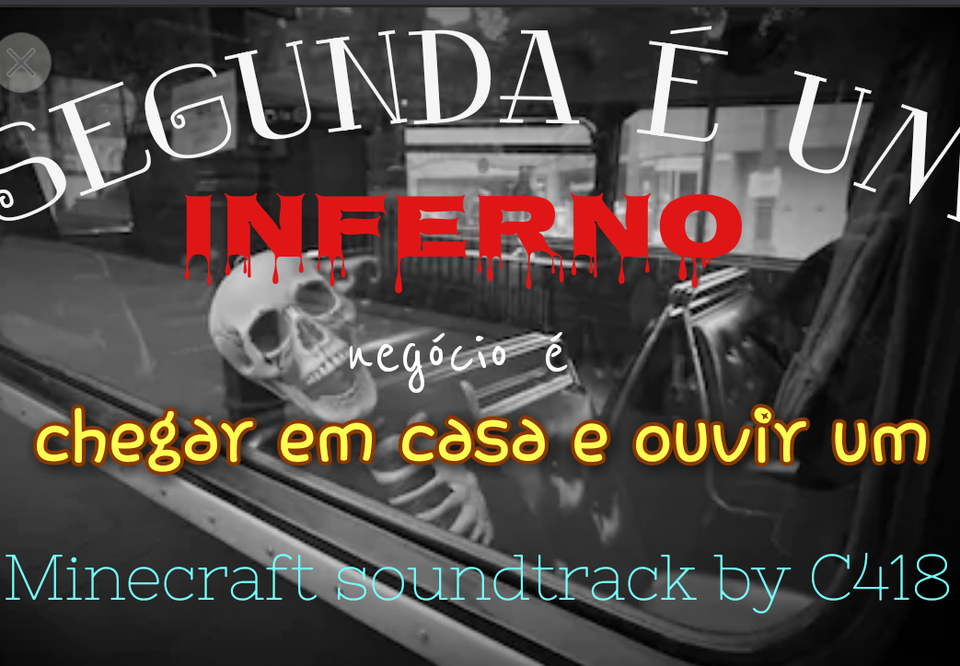 SEGUNDA É UM
INFERNO
negócio é
chegar em casa e ouvir um
Minecraft soundtrack by C418